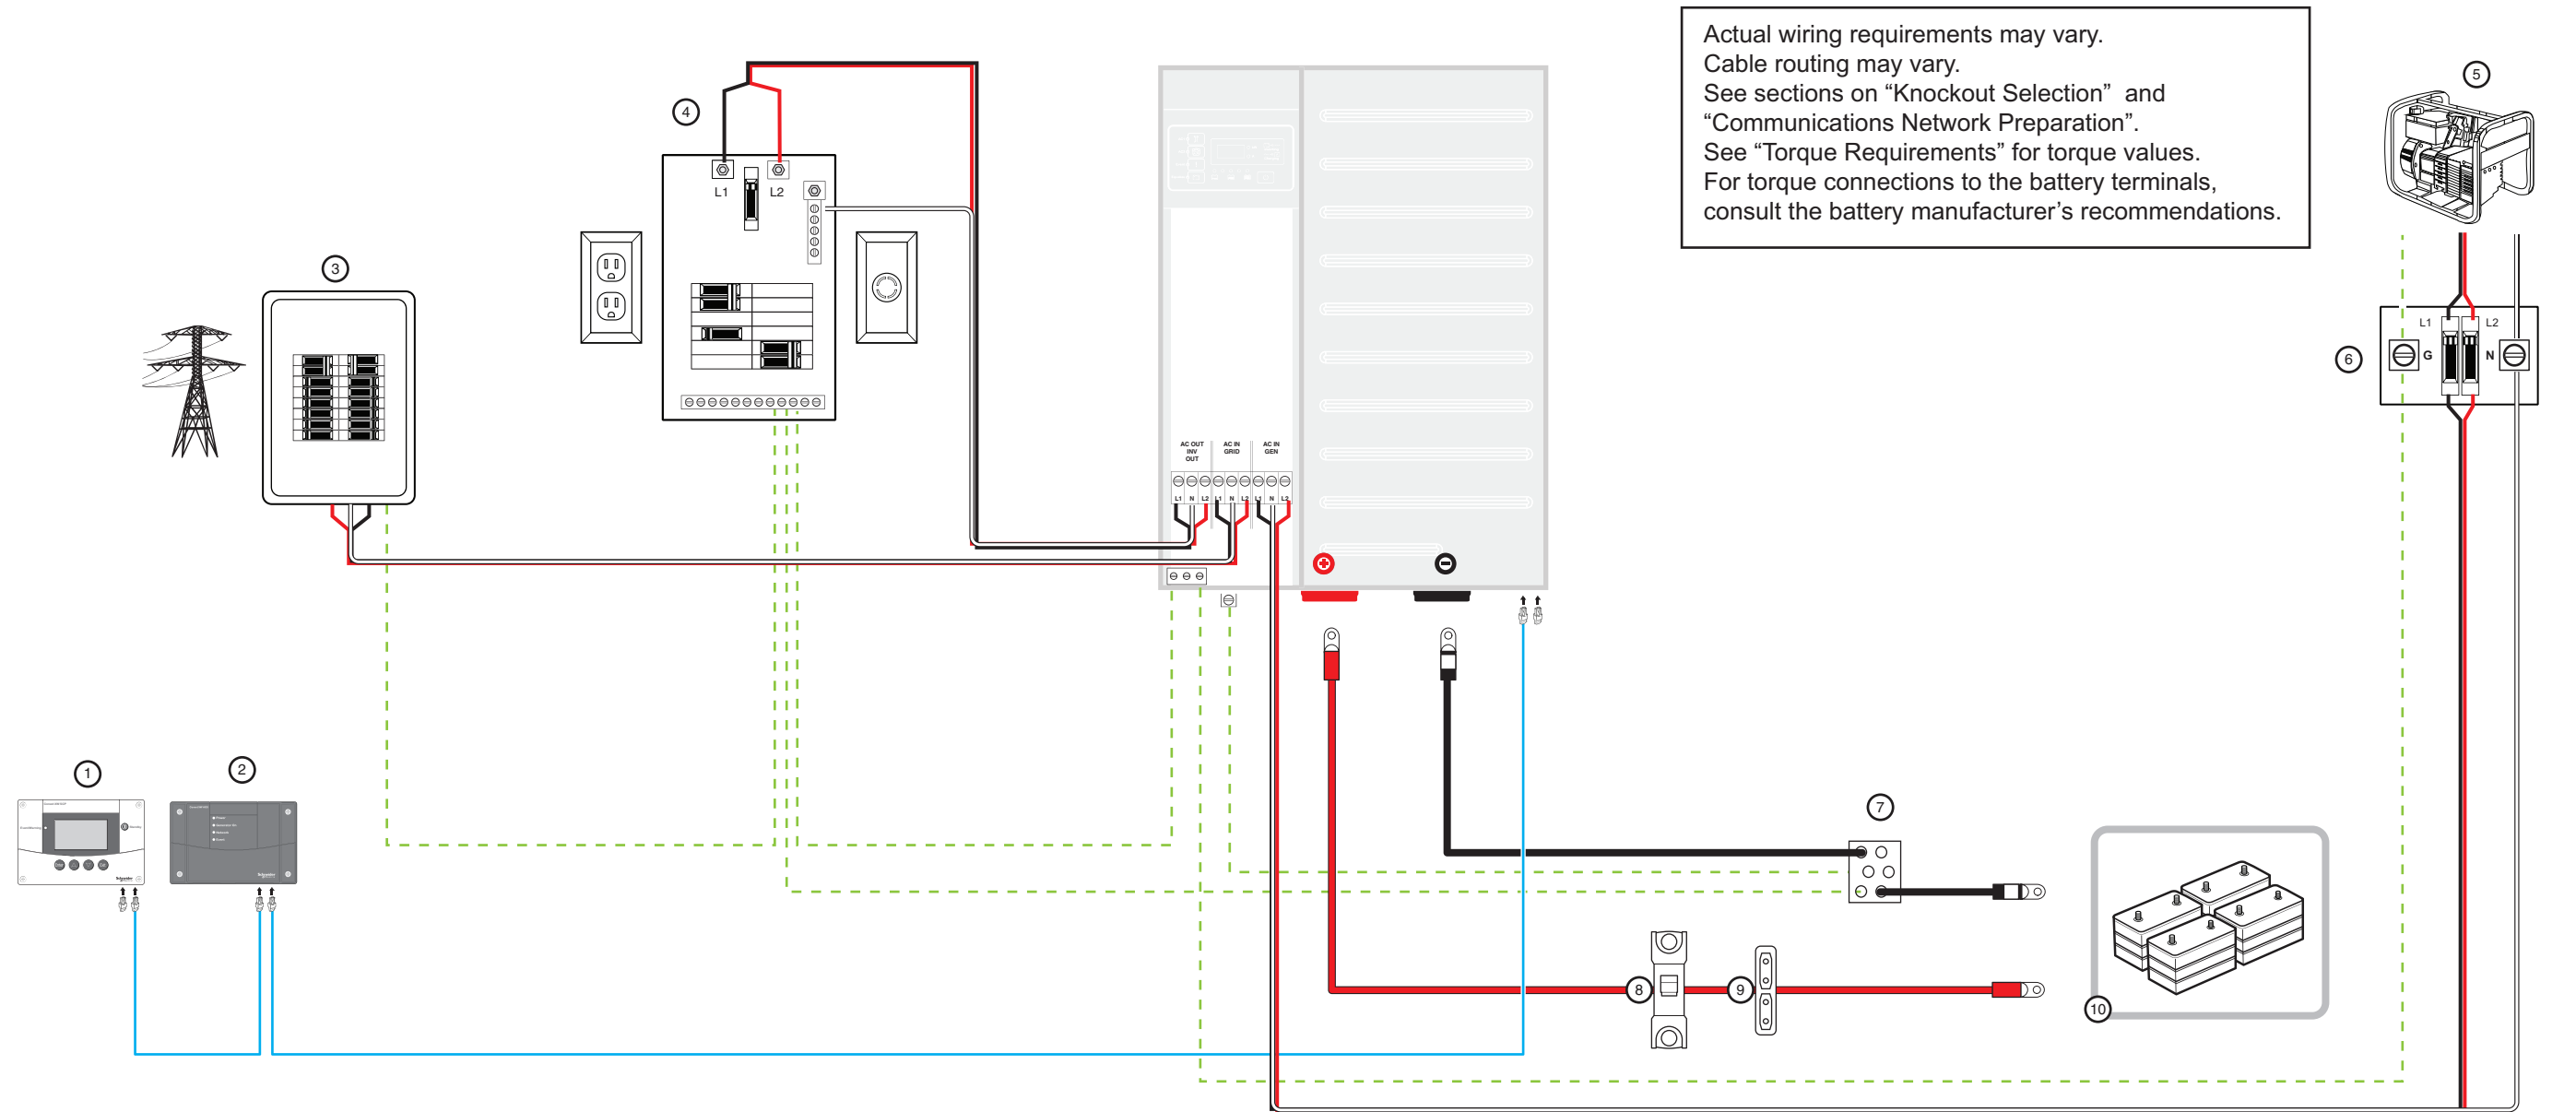 Actual wiring requirements may vary.
Cable routing may vary.
See sections on “Knockout Selection” and
“Communications Network Preparation”.
See “Torque Requirements” for torque values.
For torque connections to the battery terminals,
consult the battery manufacturer’s recommendations.
5
4
L1 L2
3
L1 L2
6
G N
AC OUT
INV
OUT
AC IN
GRID
AC IN
GEN
L1 N L2 L1 N L2 L1 N L2
1
2
7
8
9
10